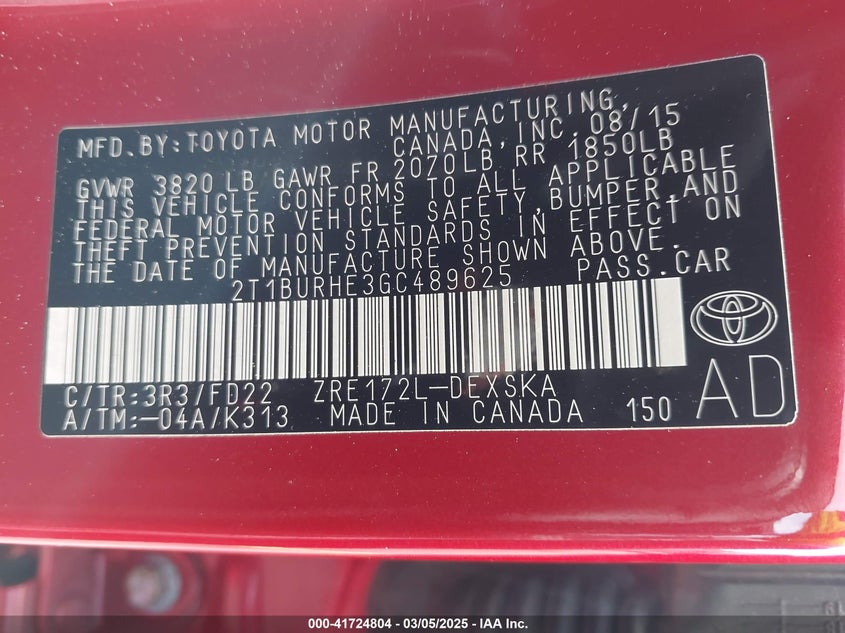 MFD.BY:TOYOTA MOTOR MANUFACTURING,
CANADA, INC. 08/15
GVWR 3820 LB GAWR FR 2070LB RR 1850LB
THIS VEHICLE CONFORMS TO ALL APPLICABLE
FEDERAL MOTOR VEHICLE SAFETY, BUMPER, AND
THEFT PREVENTION STANDARDS IN EFFECT ON
THE DATE OF MANUFACTURE SHOWN ABOVE.
2T1BURHE3GC489625 PASS.CAR
C/TR:3R3/FD22 ZRE172L-DEXSKA
A/TM:-04A/K313 MADE IN CANADA 150
AD
000-41724804 - 03/05/2025 - IAA Inc.